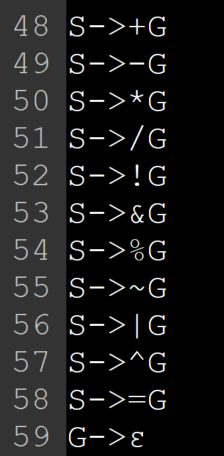 48 S->+G
49 S->-G
50 S->*G
51 S->/G
52 S->!G
53 S->&G
54 S->%G
55 S->~G
56 S->|G
57 S->^G
58 S->=G
59 G->ε